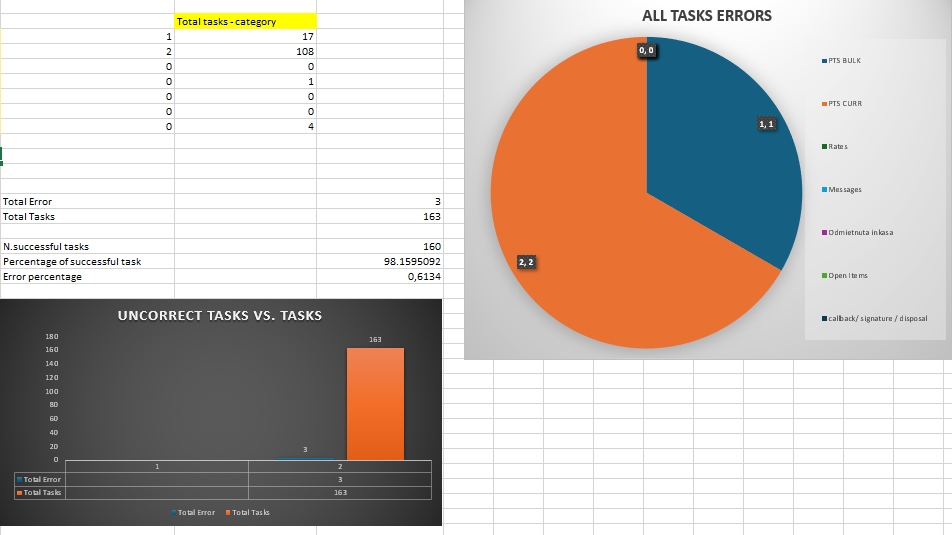 Total tasks - category
1 17
2 108
0 0
0 1
0 0
0 0
0 4
Total Error 3
Total Tasks 163
N.successful tasks 160
Percentage of successful task 98.1595092
Error percentage 0,6134
ALL TASKS ERRORS
0, 0
1, 1
2, 2
PTS BULK
PTS CURR
Rates
Messages
Odmietnuta inkasa
Open Items
callback/ signature / disposal
UNCORRECT TASKS VS. TASKS
180
160
140
120
100
80
60
40
20
0
163
3
1 2
Total Error 3
Total Tasks 163
Total Error Total Tasks